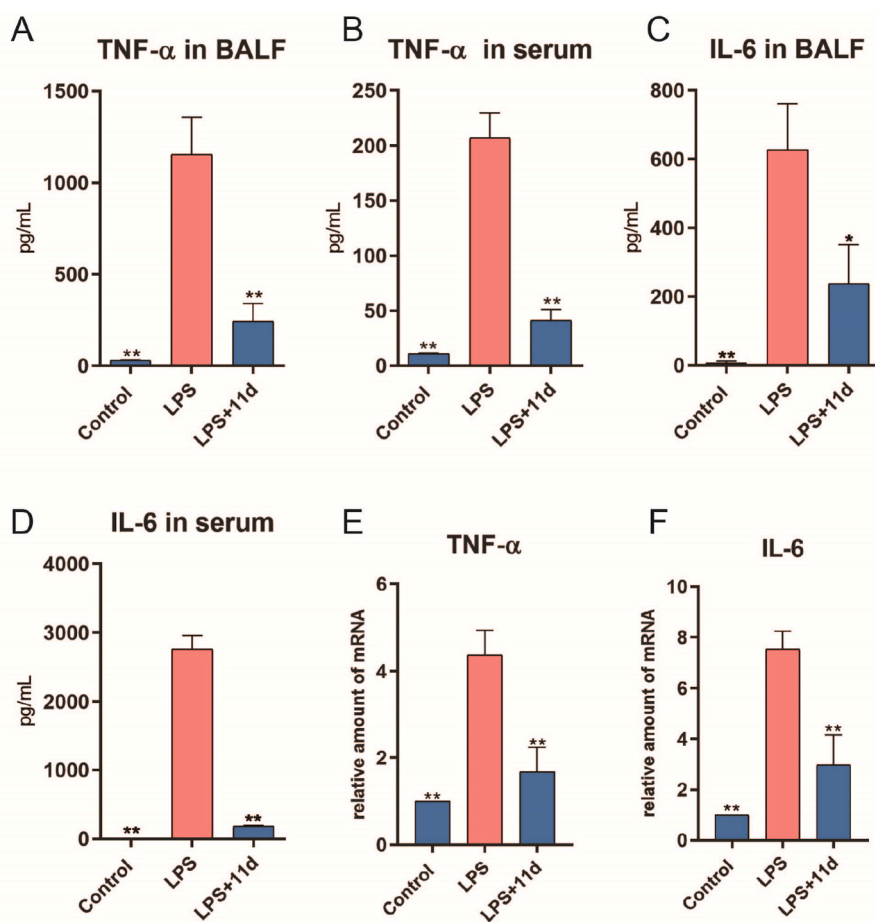 A
TNF-α in BALF
pg/mL
1500
1000
500
0
**
**
Control
LPS
LPS+11d
B
TNF-α in serum
pg/mL
250
200
150
100
50
0
**
**
Control
LPS
LPS+11d
C
IL-6 in BALF
pg/mL
800
600
400
200
0
**
*
Control
LPS
LPS+11d
D
IL-6 in serum
pg/mL
4000
3000
2000
1000
0
**
**
Control
LPS
LPS+11d
E
TNF-α
relative amount of mRNA
6
4
2
0
**
**
Control
LPS
LPS+11d
F
IL-6
relative amount of mRNA
10
8
6
4
2
0
**
**
Control
LPS
LPS+11d